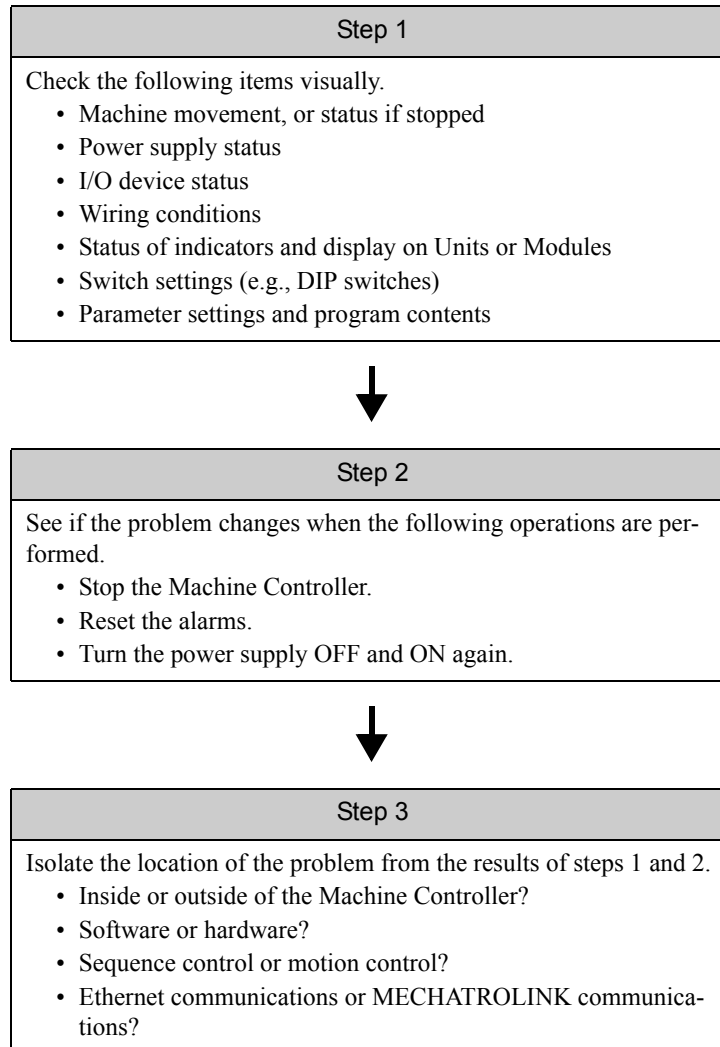 Step 1
Check the following items visually.
• Machine movement, or status if stopped
• Power supply status
• I/O device status
• Wiring conditions
• Status of indicators and display on Units or Modules
• Switch settings (e.g., DIP switches)
• Parameter settings and program contents
Step 2
See if the problem changes when the following operations are per-
formed.
• Stop the Machine Controller.
• Reset the alarms.
• Turn the power supply OFF and ON again.
Step 3
Isolate the location of the problem from the results of steps 1 and 2.
• Inside or outside of the Machine Controller?
• Software or hardware?
• Sequence control or motion control?
• Ethernet communications or MECHATROLINK communica-
tions?